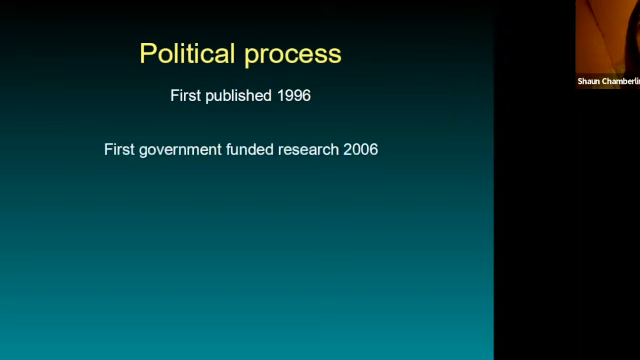 Political process
First published 1996
First government funded research 2006
Shaun Chamberlin